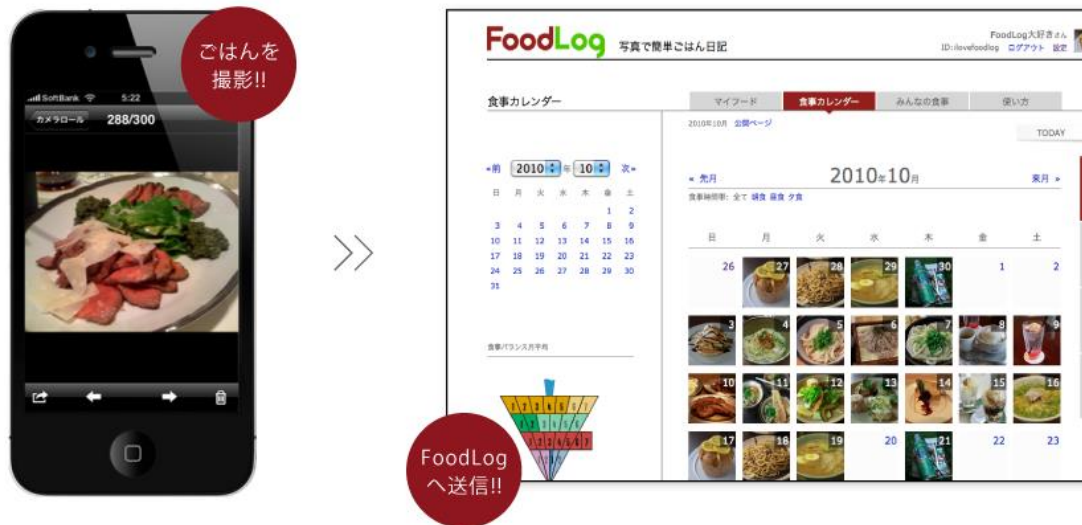 ごはんを
撮影!!
SoftBank 5:22
カメラロール 288/300
FoodLog 写真で簡単ごはん日記
FoodLog大好きさん
ID:ilovefoodlog ログアウト 設定
食事カレンダー
マイフード 食事カレンダー みんなの食事 使い方
2010年10月 公開ページ
TODAY
«前 2010 年 10 次»
日 月 火 水 木 金 土
1 2
3 4 5 6 7 8 9
10 11 12 13 14 15 16
17 18 19 20 21 22 23
24 25 26 27 28 29 30
31
« 先月 2010年10月 来月 »
食事時間帯: 全て 朝食 昼食 夕食
日 月 火 水 木 金 土
26 27 28 29 30 1 2
3 4 5 6 7 8 9
10 11 12 13 14 15 16
17 18 19 20 21 22 23
食事バランス月平均
1 2 3 4 5 6 7
FoodLog
へ送信!!